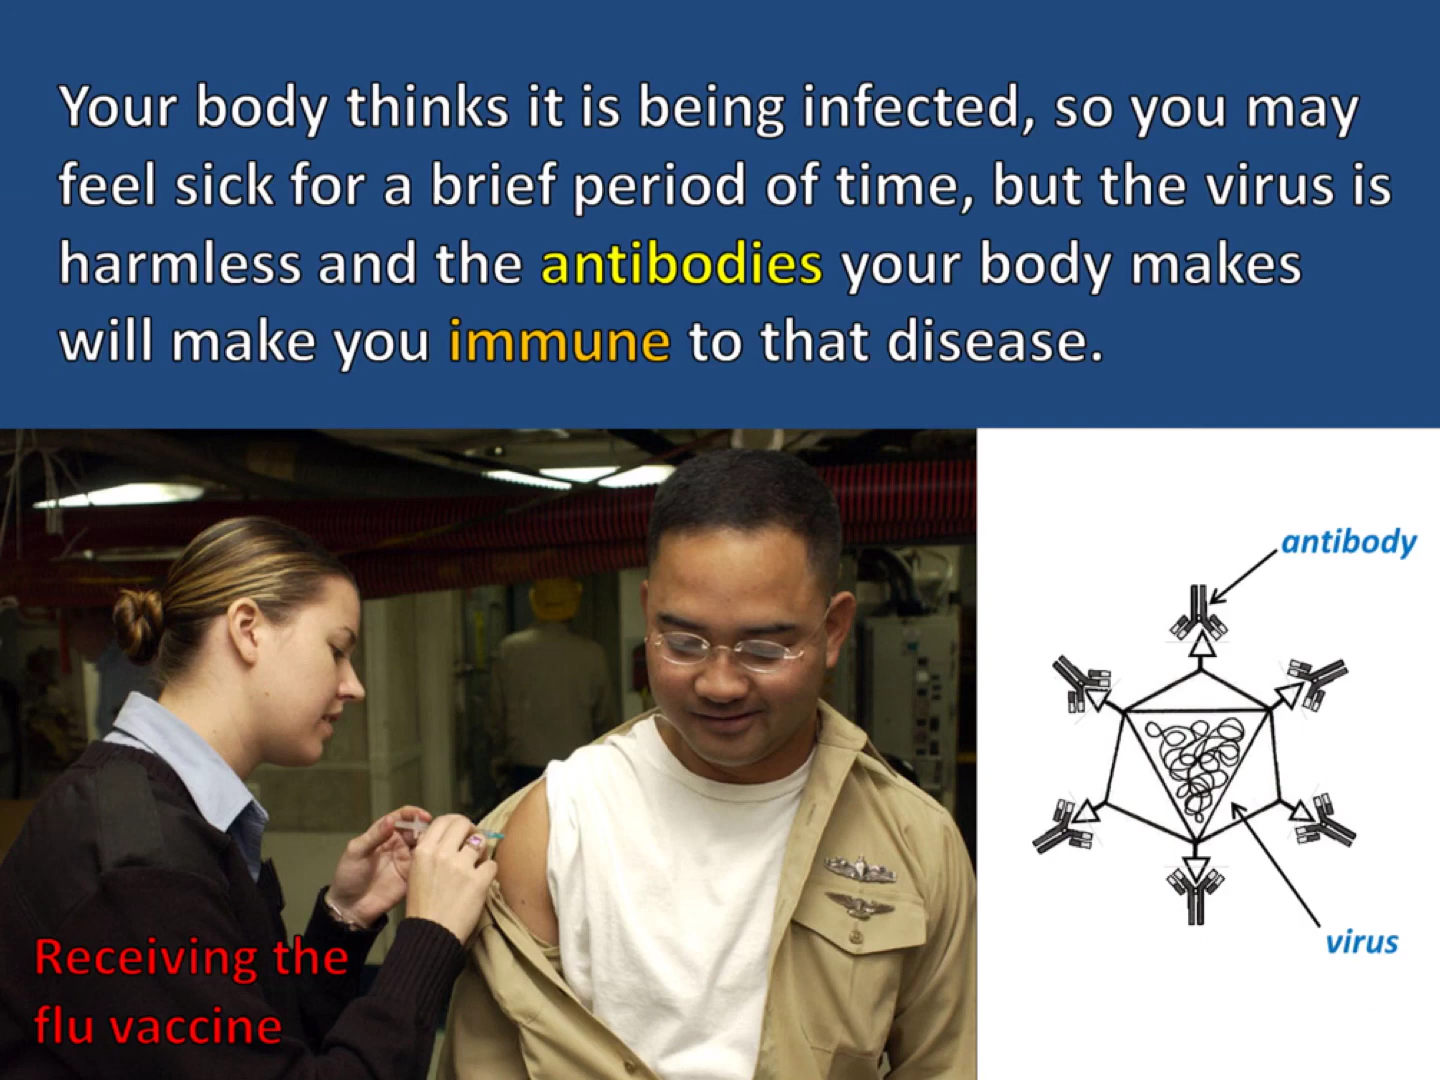 Your body thinks it is being infected, so you may
feel sick for a brief period of time, but the virus is
harmless and the antibodies your body makes
will make you immune to that disease.
antibody
virus
Receiving the
flu vaccine